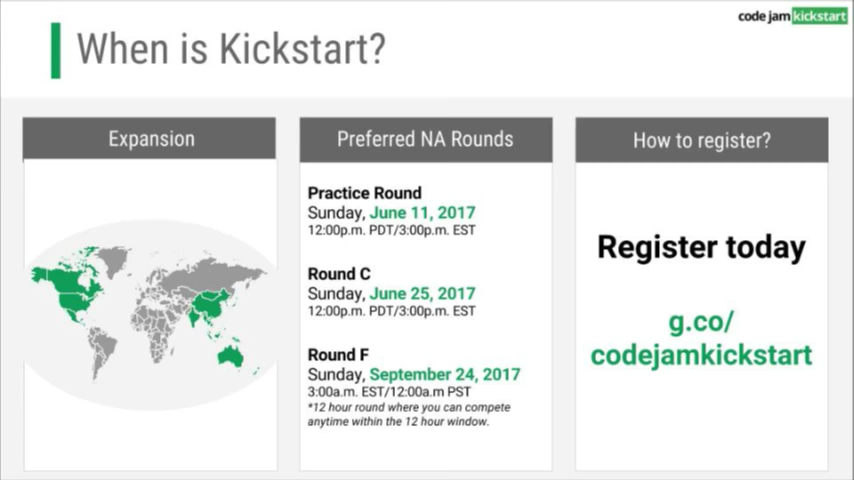 code jam kickstart
When is Kickstart?
Expansion
Preferred NA Rounds
Practice Round
Sunday, June 11, 2017
12:00p.m. PDT/3:00p.m. EST
Round C
Sunday, June 25, 2017
12:00p.m. PDT/3:00p.m. EST
Round F
Sunday, September 24, 2017
3:00a.m. EST/12:00a.m PST
*12 hour round where you can compete
anytime within the 12 hour window.
How to register?
Register today
g.co/
codejamkickstart